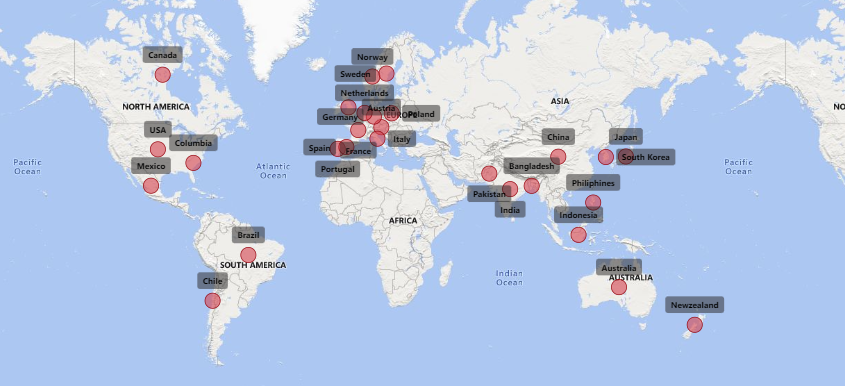 Canada
Norway
Sweden
Netherlands
NORTH AMERICA
ASIA
Austria
EUROPE
Poland
Germany
USA
Columbia
China
Japan
Italy
Spain
France
South Korea
Mexico
Pacific
Ocean
Atlantic
Ocean
Portugal
Bangladesh
Pacific
Ocean
Philiphines
Pakistan
India
Indonesia
AFRICA
Brazil
SOUTH AMERICA
Chile
Indian
Ocean
Australia
AUSTRALIA
Newzealand